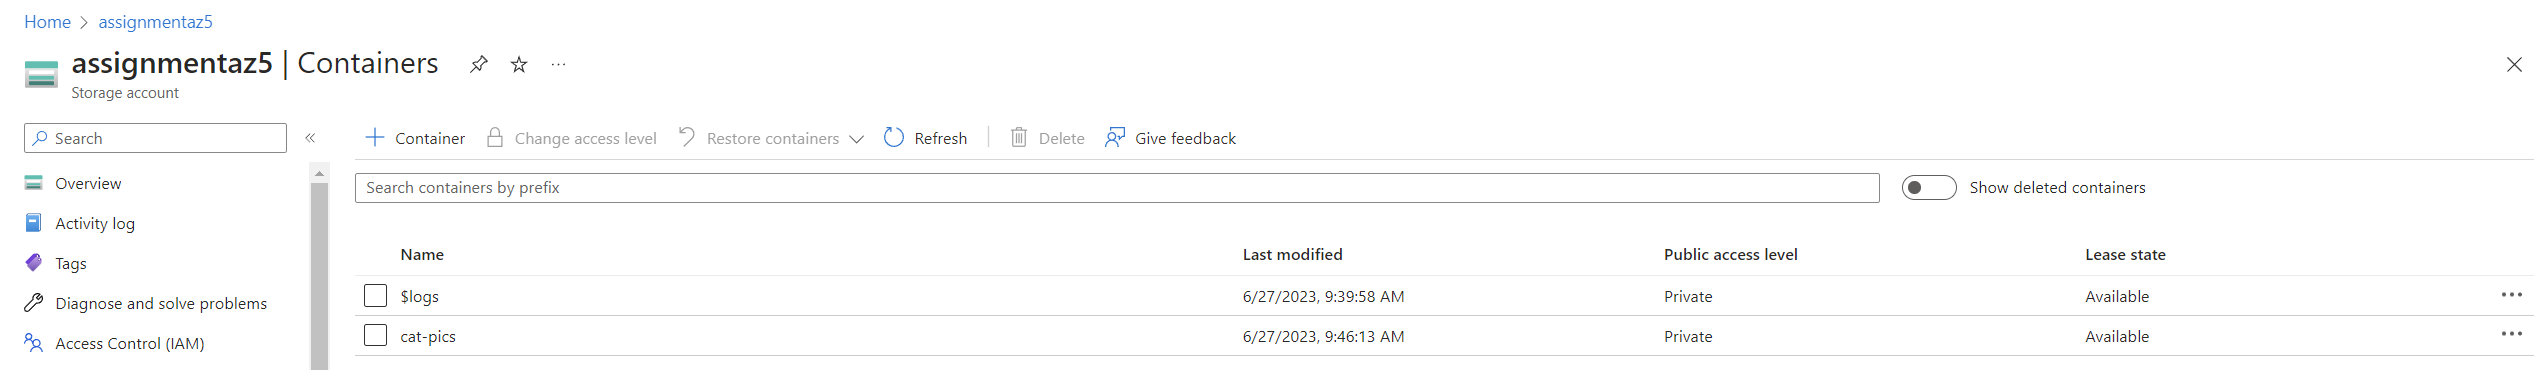 Home > assignmentaz5
assignmentaz5 | Containers ...
Storage account
Search «
+ Container Change access level Restore containers Refresh Delete Give feedback
Overview
Activity log
Tags
Diagnose and solve problems
Access Control (IAM)
Search containers by prefix Show deleted containers
Name Last modified Public access level Lease state
$logs 6/27/2023, 9:39:58 AM Private Available ...
cat-pics 6/27/2023, 9:46:13 AM Private Available ...